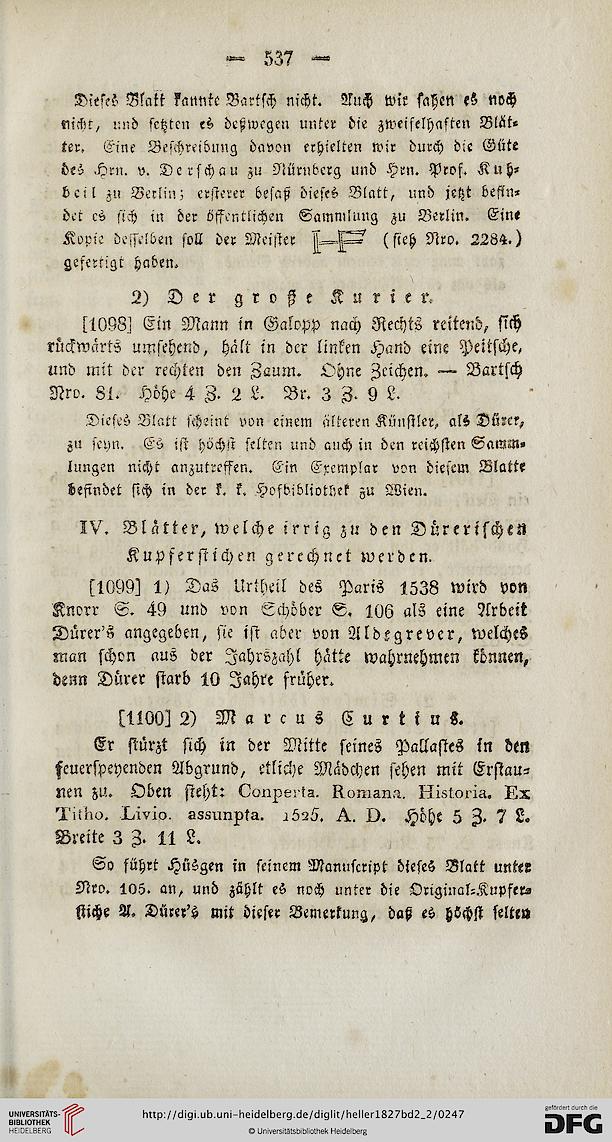 — 537 —
Dieses Blatt kannte Bartsch nicht. Auch wir sahen es noch
nicht, und setzten es deßwegen unter die zweifelhaften Blät-
ter. Eine Beschreibung davon erhielten wir durch die Güte
des Hrn. v. Derschau zu Nürnberg und Hrn. Prof. Kuh-
beil zu Berlin; ersterer besaß dieses Blatt, und jetzt befin-
det es sich in der öffentlichen Sammlung zu Berlin. Eine
Kopie desselben soll der Meister (sieh Nro. 2284.)
gefertigt haben.
2) Der große Kurier.
[1098] Ein Mann in Galopp nach Rechts reitend, sich
rückwärts umsehend, hält in der linken Hand eine Peitsche,
und mit der rechten den Zaum. Ohne Zeichen. — Bartsch
Nro. 81. Höhe 4 Z. 2 L. Br. 3 Z. 9 L.
Dieses Blatt scheint von einem älteren Künstler, als Dürer,
zu seyn. Es ist höchst selten und auch in den reichsten Samm-
lungen nicht anzutreffen. Ein Exemplar von diesem Blatte
befindet sich in der k. k. Hofbibliothek zu Wien.
IV. Blätter, welche irrig zu den Dürerischen
Kupferstichen gerechnet werden.
[1099] 1) Das Urtheil des Paris 1538 wird von
Knorr S. 49 und von Schöber S. 106 als eine Arbeit
Dürer's angegeben, sie ist aber von Aldegrever, welches
man schon aus der Jahrszahl hätte wahrnehmen können,
denn Dürer starb 10 Jahre früher.
[1100] 2) Marcus Curtius.
Er stürzt sich in der Mitte seines Pallastes in den
feuerspeyenden Abgrund, etliche Mädchen sehen mit Erstau-
nen zu. Oben steht: Conperta. Romana. Historia. Ex
Titho. Livio. assunpta. 1525. A. D. Höhe 5 Z. 7 L.
Breite 3 Z. 11 L.
So führt Hüsgen in seinem Manuscript dieses Blatt unter
Nro. 105. an, und zählt es noch unter die Original-Kupfer-
stiche A. Dürer's mit dieser Bemerkung, daß es höchst selten
UNIVERSITÄTS-
BIBLIOTHEK
HEIDELBERG
http://digi.ub.uni-heidelberg.de/diglit/heller1827bd2_2/0247
© Universitätsbibliothek Heidelberg
gefördert durch die
DFG